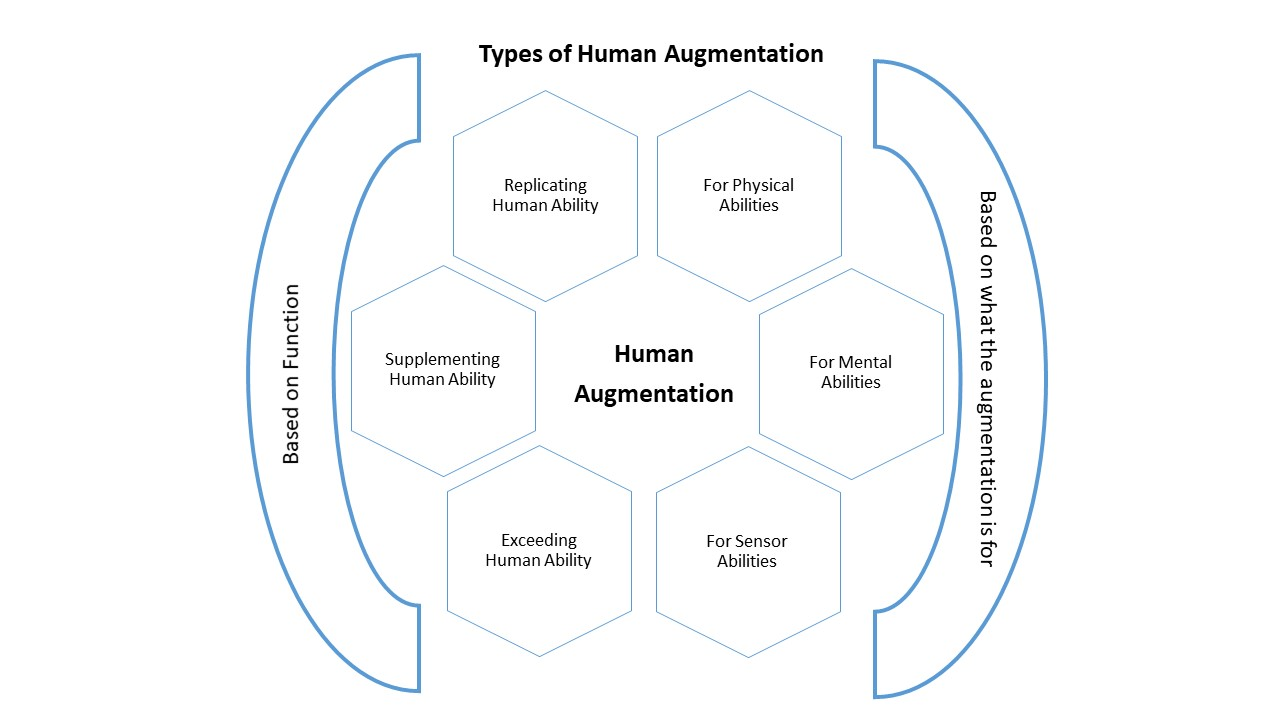 Types of Human Augmentation
Based on Function
Replicating
Human Ability
Supplementing
Human Ability
Exceeding
Human Ability
Human
Augmentation
For Physical
Abilities
For Mental
Abilities
For Sensor
Abilities
Based on what the augmentation is for